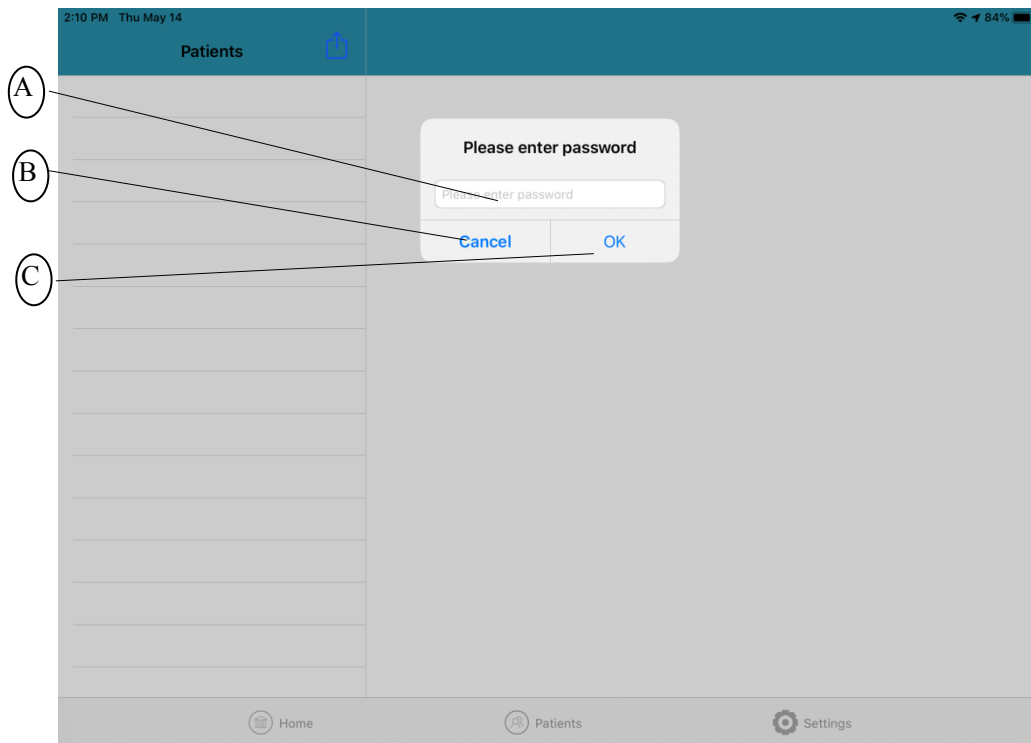 2:10 PM Thu May 14
84%
Patients
A
Please enter password
B
Please enter password
Cancel
OK
C
Home
Patients
Settings